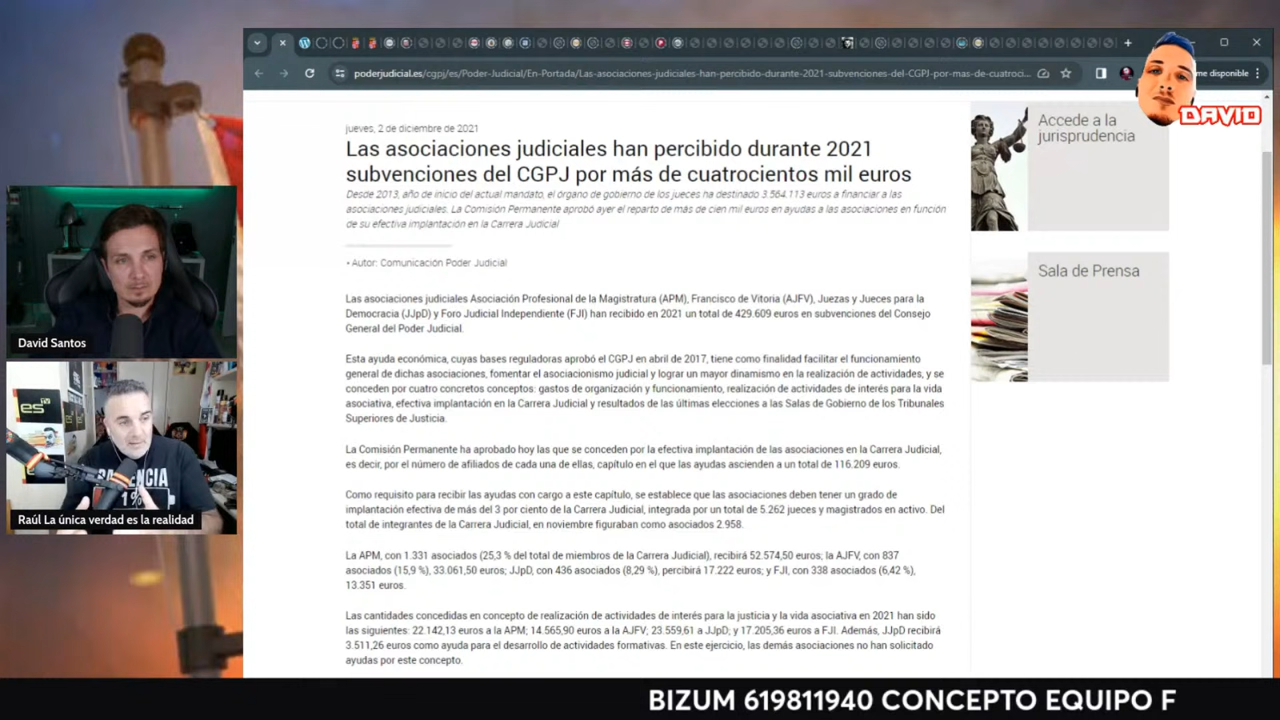 poderjudicial.es/cgpj/es/Poder-Judicial/En-Portada/Las-asociaciones-judiciales-han-percibido-durante-2021-subvenciones-del-CGPJ-por-mas-de-cuatroci...
me disponible
DAVID
jueves, 2 de diciembre de 2021
Las asociaciones judiciales han percibido durante 2021
subvenciones del CGPJ por más de cuatrocientos mil euros
Desde 2013, año de inicio del actual mandato, el órgano de gobierno de los jueces ha destinado 3.564.113 euros a financiar a las
asociaciones judiciales. La Comisión Permanente aprobó ayer el reparto de más de cien mil euros en ayudas a las asociaciones en función
de su efectiva implantación en la Carrera Judicial
• Autor: Comunicación Poder Judicial
Las asociaciones judiciales Asociación Profesional de la Magistratura (APM), Francisco de Vitoria (AJFV), Juezas y Jueces para la
Democracia (JJpD) y Foro Judicial Independiente (FJI) han recibido en 2021 un total de 429.609 euros en subvenciones del Consejo
General del Poder Judicial.
Esta ayuda económica, cuyas bases reguladoras aprobó el CGPJ en abril de 2017, tiene como finalidad facilitar el funcionamiento
general de dichas asociaciones, fomentar el asociacionismo judicial y lograr un mayor dinamismo en la realización de actividades, y se
conceden por cuatro concretos conceptos: gastos de organización y funcionamiento, realización de actividades de interés para la vida
asociativa, efectiva implantación en la Carrera Judicial y resultados de las últimas elecciones a las Salas de Gobierno de los Tribunales
Superiores de Justicia.
La Comisión Permanente ha aprobado hoy las que se conceden por la efectiva implantación de las asociaciones en la Carrera Judicial,
es decir, por el número de afiliados de cada una de ellas, capítulo en el que las ayudas ascienden a un total de 116.209 euros.
Como requisito para recibir las ayudas con cargo a este capítulo, se establece que las asociaciones deben tener un grado de
implantación efectiva de más del 3 por ciento de la Carrera Judicial, integrada por un total de 5.262 jueces y magistrados en activo. Del
total de integrantes de la Carrera Judicial, en noviembre figuraban como asociados 2.958.
La APM, con 1.331 asociados (25,3 % del total de miembros de la Carrera Judicial), recibirá 52.574,50 euros; la AJFV, con 837
asociados (15,9 %), 33.061,50 euros; JJpD, con 436 asociados (8,29 %), percibirá 17.222 euros; y FJI, con 338 asociados (6,42 %),
13.351 euros.
Las cantidades concedidas en concepto de realización de actividades de interés para la justicia y la vida asociativa en 2021 han sido
las siguientes: 22.142,13 euros a la APM; 14.565,90 euros a la AJFV; 23.559,61 a JJpD; y 17.205,36 euros a FJI. Además, JJpD recibirá
3.511,26 euros como ayuda para el desarrollo de actividades formativas. En este ejercicio, las demás asociaciones no han solicitado
ayudas por este concepto.
Accede a la
jurisprudencia
Sala de Prensa
David Santos
es
1%
Raúl La única verdad es la realidad
BIZUM 619811940 CONCEPTO EQUIPO F